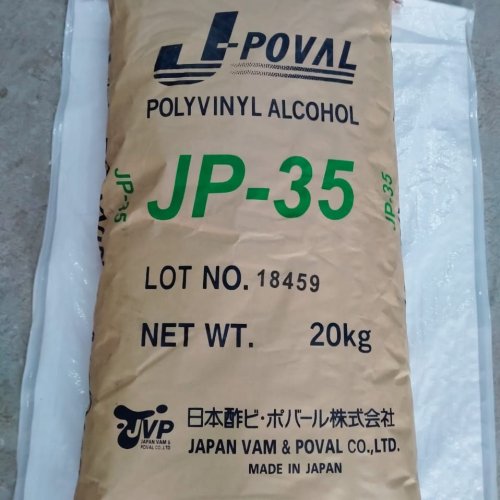 J-POVAL
POLYVINYL ALCOHOL
JP-35
JP-35
JP-35
LOT NO. 18459
NET WT. 20kg
JVP
JAPAN VAM &
POVAL CO.,LTD
日本酢ビ・ポバール株式会社
JAPAN VAM & POVAL CO.,LTD.
MADE IN JAPAN